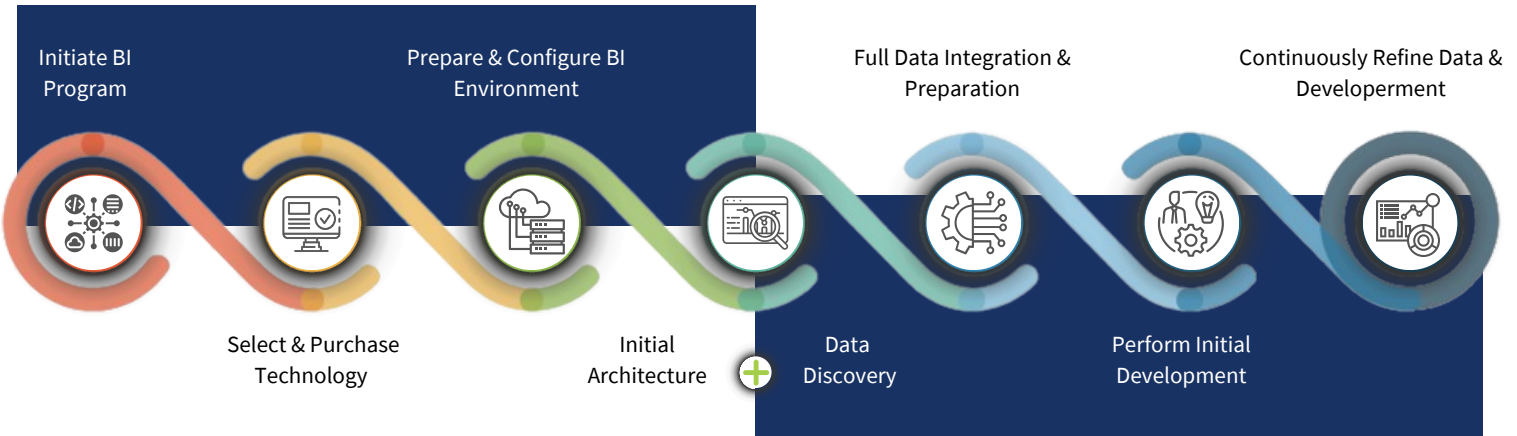 Initiate BI
Program
Select & Purchase
Technology
Prepare & Configure BI
Environment
Initial
Architecture
Data
Discovery
Full Data Integration &
Preparation
Perform Initial
Development
Continuously Refine Data &
Developerment